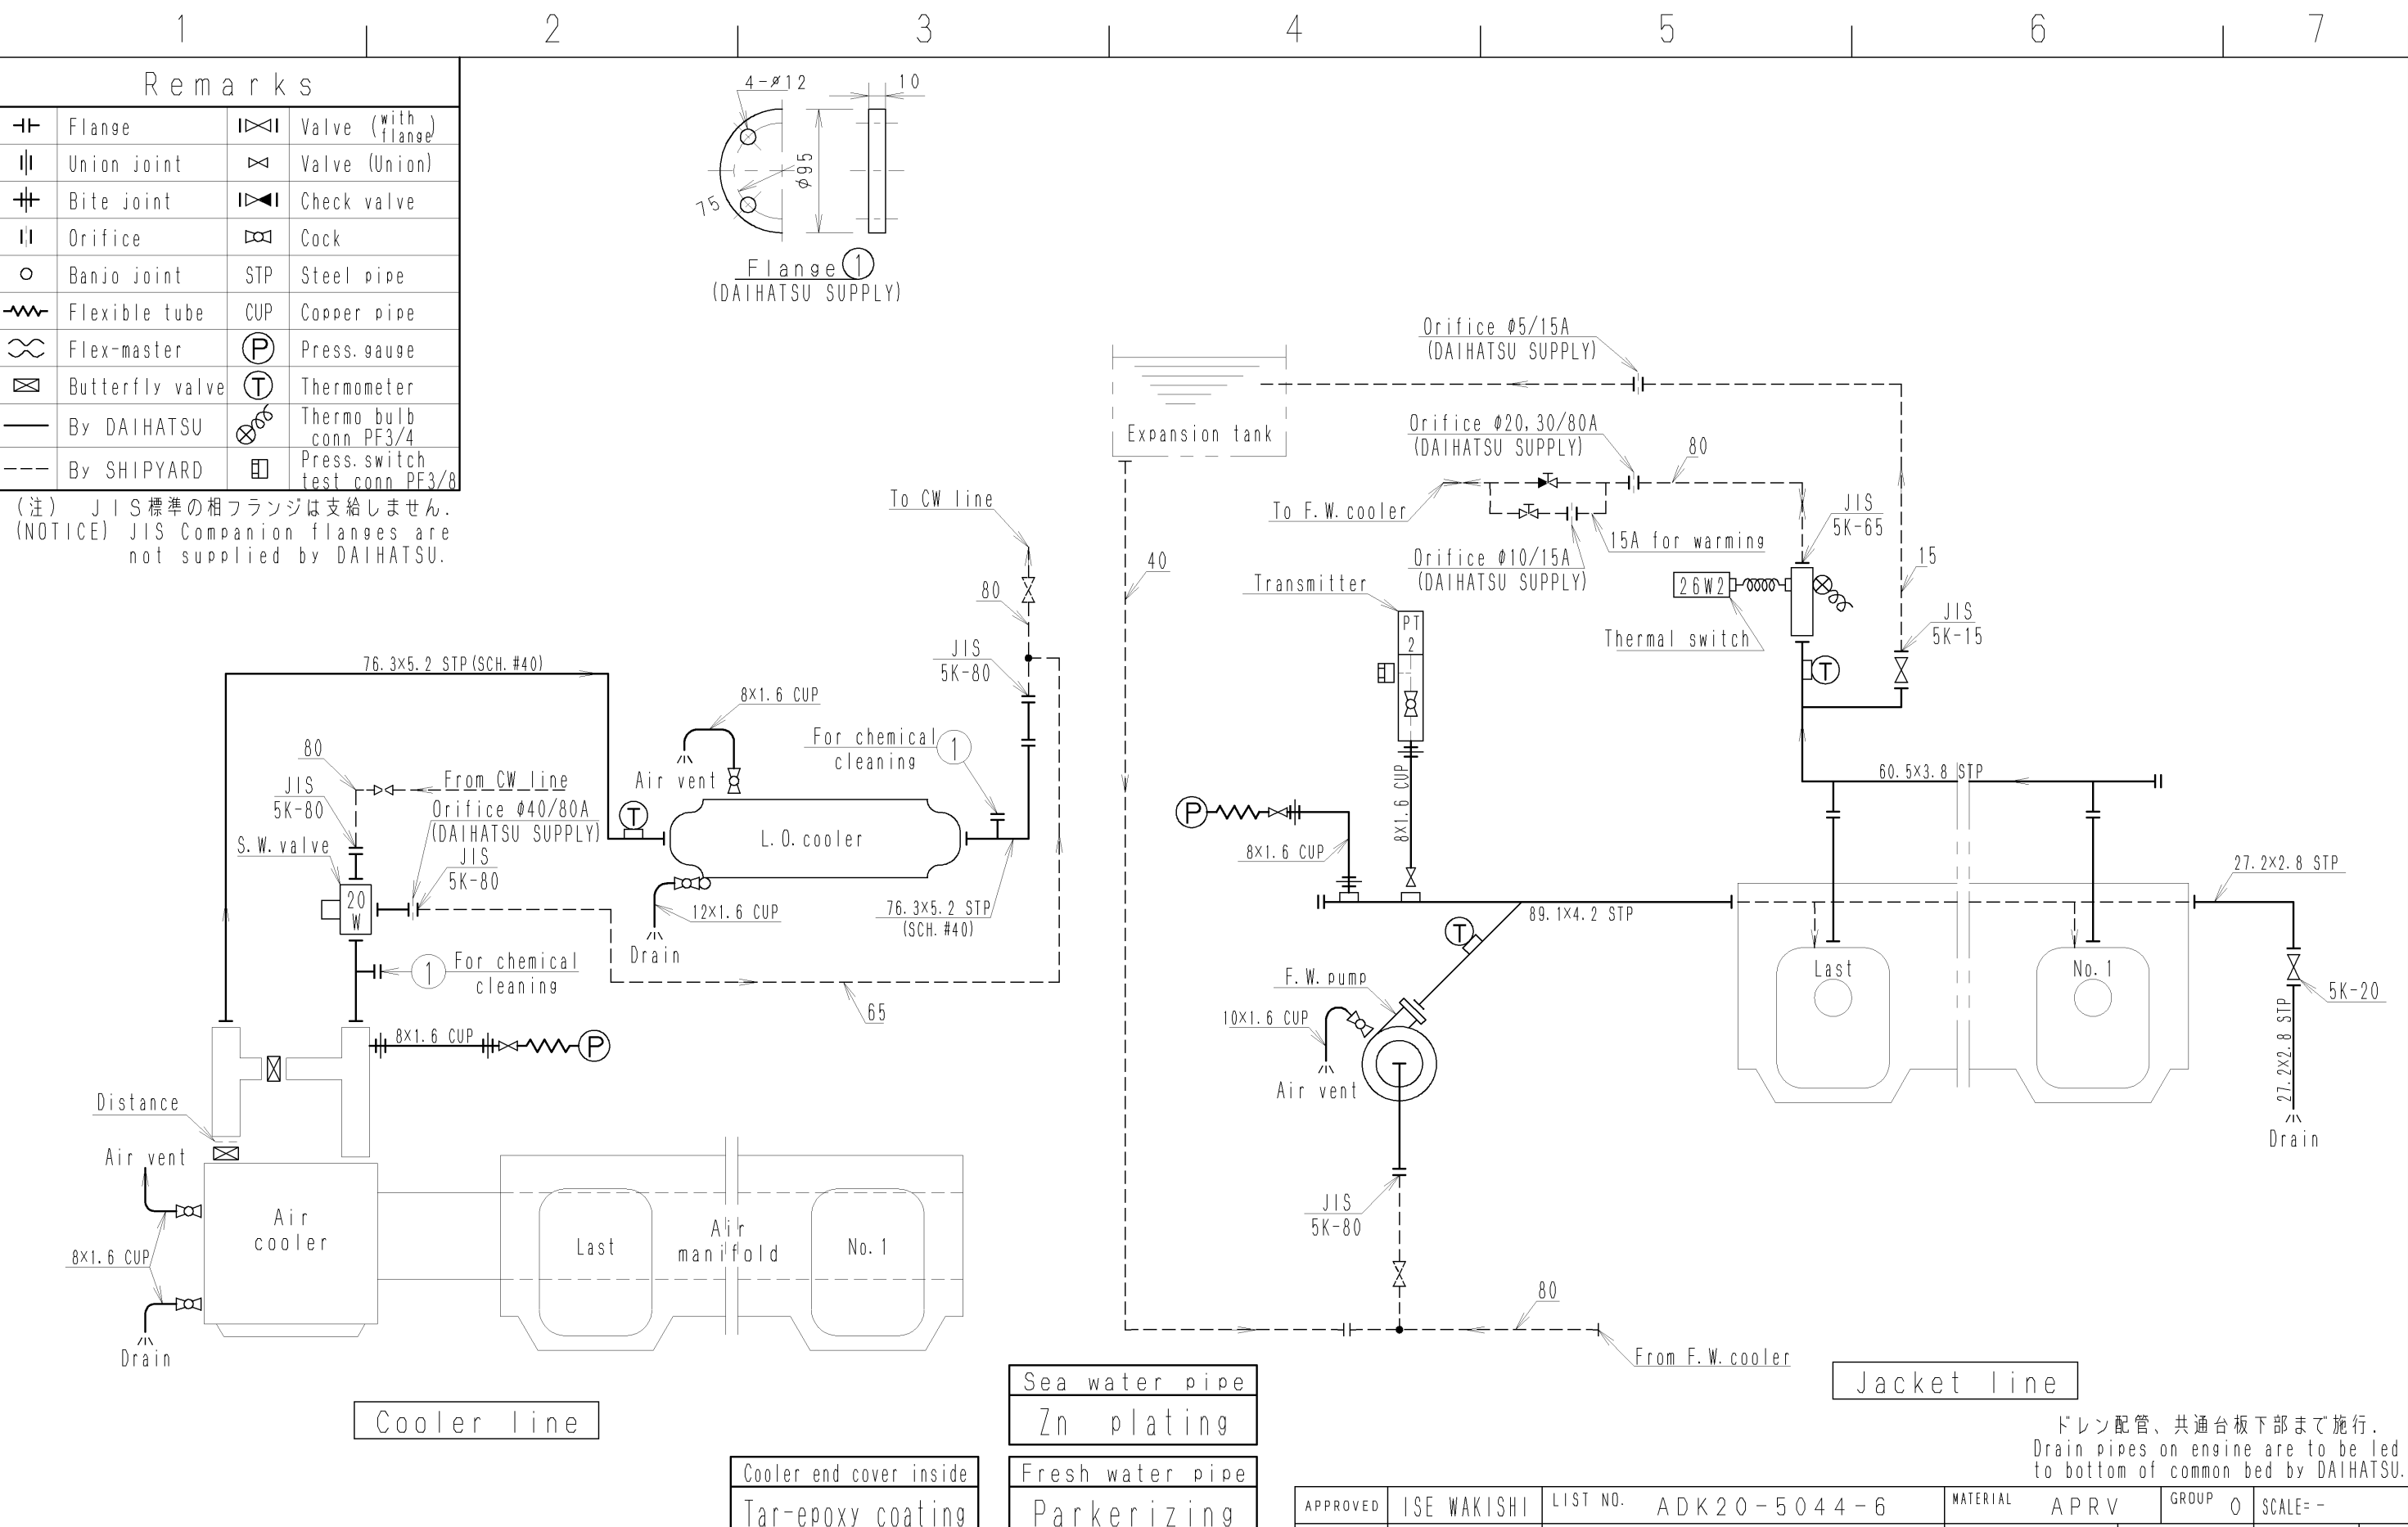 1 2 3 4 5 6 7
Remarks
Flange
Valve (with flange)
Union joint
Valve (Union)
Bite joint
Check valve
Orifice
Cock
Banjo joint
STP Steel pipe
Flexible tube
CUP Copper pipe
Flex-master
P Press. gauge
Butterfly valve
T Thermometer
By DAIHATSU
Thermo bulb
conn PF3/4
By SHIPYARD
Press. switch
test conn PF3/8
(注) JIS標準の相フランジは支給しません.
(NOTICE) JIS Companion flanges are
not supplied by DAIHATSU.
4-φ12
10
φ95
75
Flange 1
(DAIHATSU SUPPLY)
To CW line
80
JIS
5K-80
76.3×5.2 STP(SCH.#40)
8×1.6 CUP
For chemical
cleaning
1
Air vent
80
From CW line
JIS
5K-80
Orifice φ40/80A
(DAIHATSU SUPPLY)
T
L.O.cooler
S.W.valve
JIS
5K-80
20
W
12×1.6 CUP
76.3×5.2 STP
(SCH.#40)
Drain
1
For chemical
cleaning
65
8×1.6 CUP
P
Distance
Air vent
Air
cooler
8×1.6 CUP
Last
Air
manifold
No.1
Drain
Cooler line
Orifice φ5/15A
(DAIHATSU SUPPLY)
Expansion tank
Orifice φ20,30/80A
(DAIHATSU SUPPLY)
80
To F.W.cooler
JIS
5K-65
15A for warming
Orifice φ10/15A
(DAIHATSU SUPPLY)
40
15
Transmitter
26W2
PT
2
JIS
5K-15
Thermal switch
T
60.5×3.8 STP
P
8×1.6 CUP
8×1.6 CUP
89.1×4.2 STP
27.2×2.8 STP
T
Last
No.1
F.W.pump
5K-20
10×1.6 CUP
27.2×2.8 STP
Air vent
Drain
JIS
5K-80
80
From F.W.cooler
Jacket line
Sea water pipe
Zn plating
Cooler end cover inside
Tar-epoxy coating
Fresh water pipe
Parkerizing
ドレン配管、共通台板下部まで施行.
Drain pipes on engine are to be led
to bottom of common bed by DAIHATSU.
APPROVED ISE WAKISHI LIST NO. ADK20-5044-6 MATERIAL APRV GROUP 0 SCALE= -